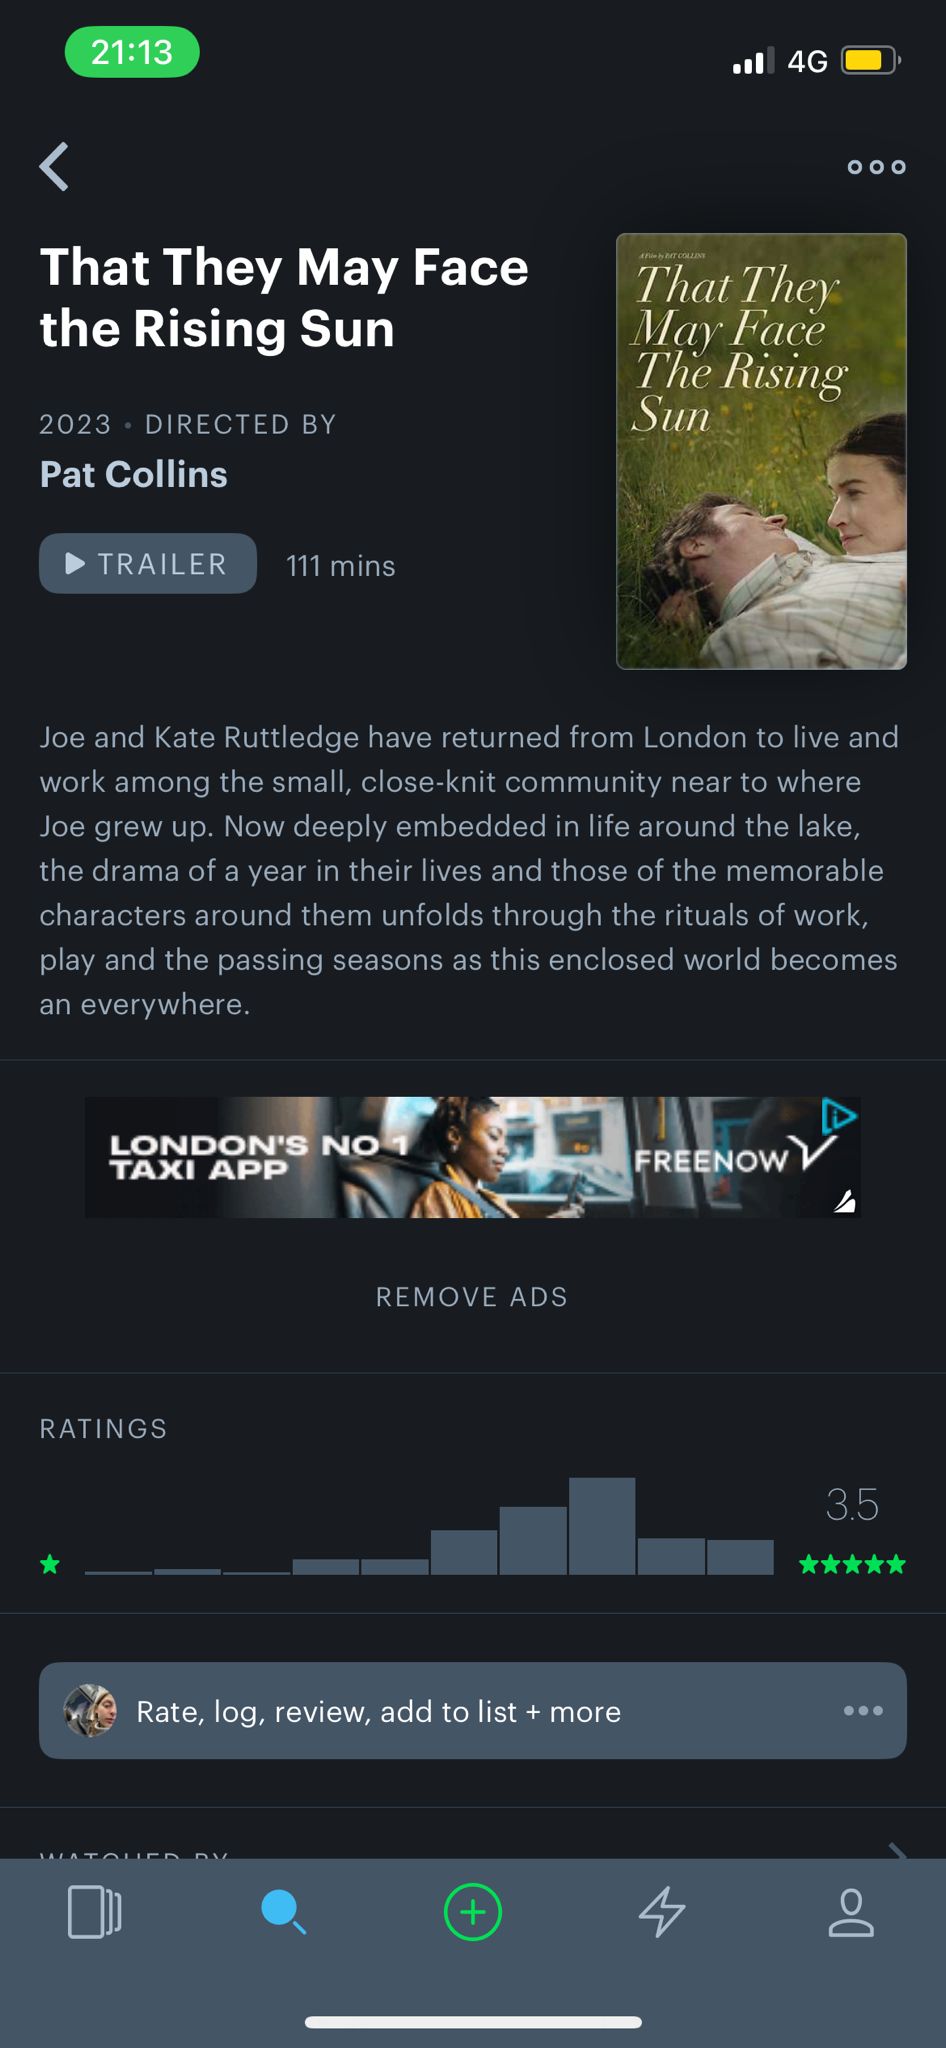 21:13
4G
That They May Face
the Rising Sun
2023 • DIRECTED BY
Pat Collins
TRAILER
111 mins
A Film by PAT COLLINS
That They
May Face
The Rising
Sun
Joe and Kate Ruttledge have returned from London to live and
work among the small, close-knit community near to where
Joe grew up. Now deeply embedded in life around the lake,
the drama of a year in their lives and those of the memorable
characters around them unfolds through the rituals of work,
play and the passing seasons as this enclosed world becomes
an everywhere.
LONDON'S NO 1
TAXI APP
FREENOW
REMOVE ADS
RATINGS
3.5
Rate, log, review, add to list + more
WATCHED BY